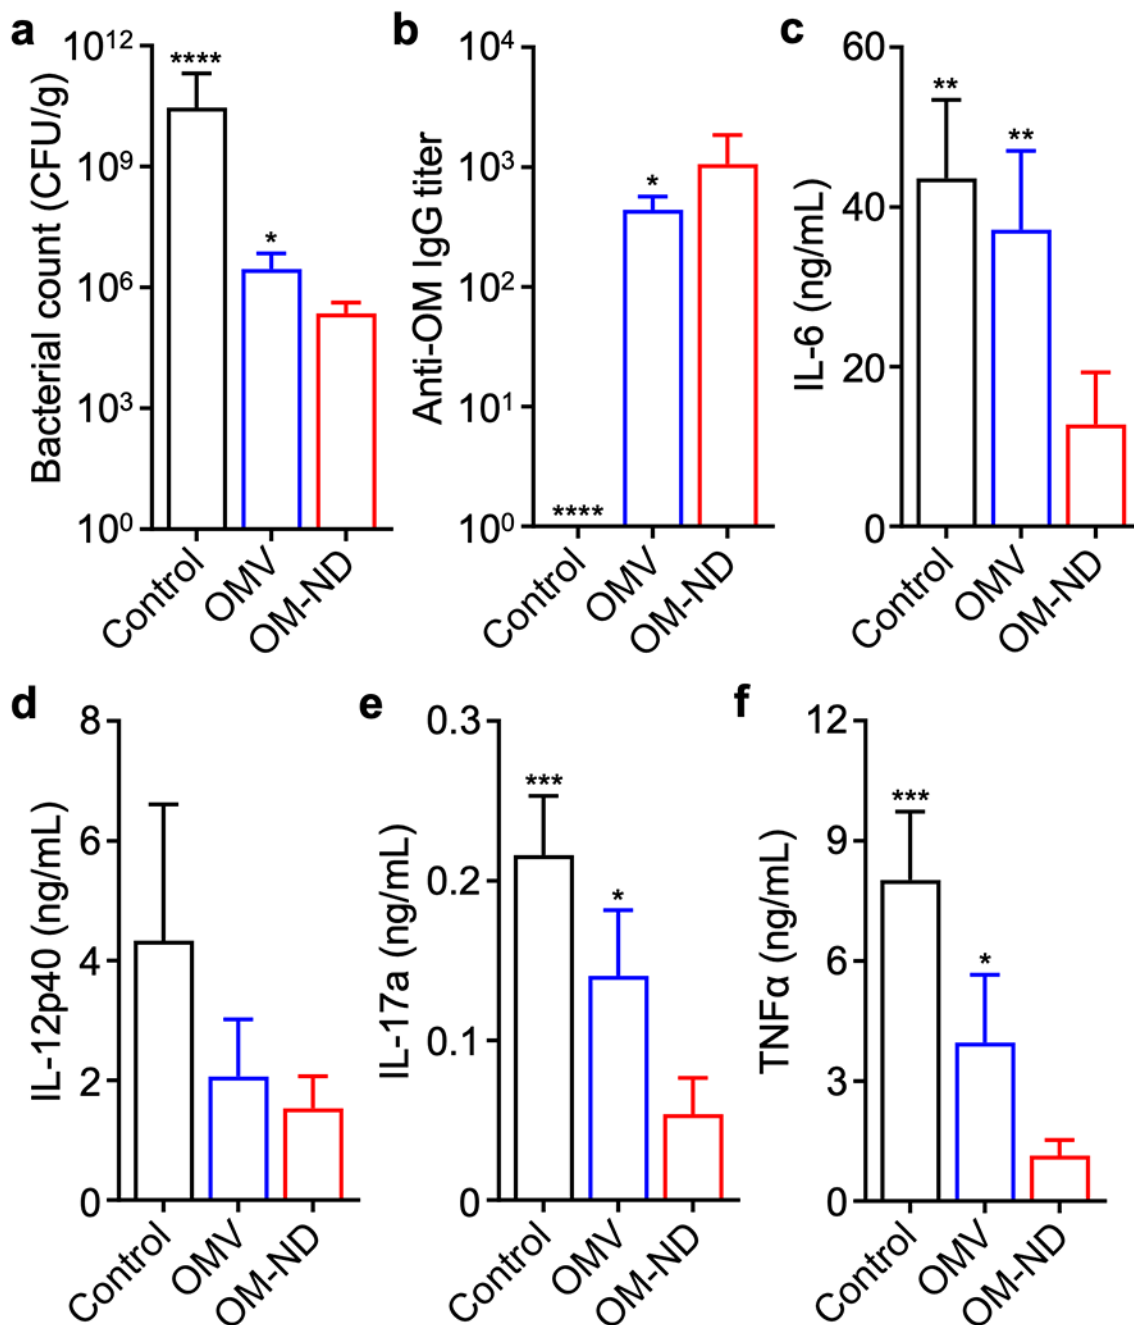 a
Bacterial count (CFU/g)
10¹²
10⁹
10⁶
10³
10⁰
****
*
Control
OMV
OM-ND
b
Anti-OM IgG titer
10⁴
10³
10²
10¹
10⁰
****
*
Control
OMV
OM-ND
c
IL-6 (ng/mL)
60
40
20
0
**
**
Control
OMV
OM-ND
d
IL-12p40 (ng/mL)
8
6
4
2
0
Control
OMV
OM-ND
e
IL-17a (ng/mL)
0.3
0.2
0.1
0
***
*
Control
OMV
OM-ND
f
TNFα (ng/mL)
12
9
6
3
0
***
*
Control
OMV
OM-ND